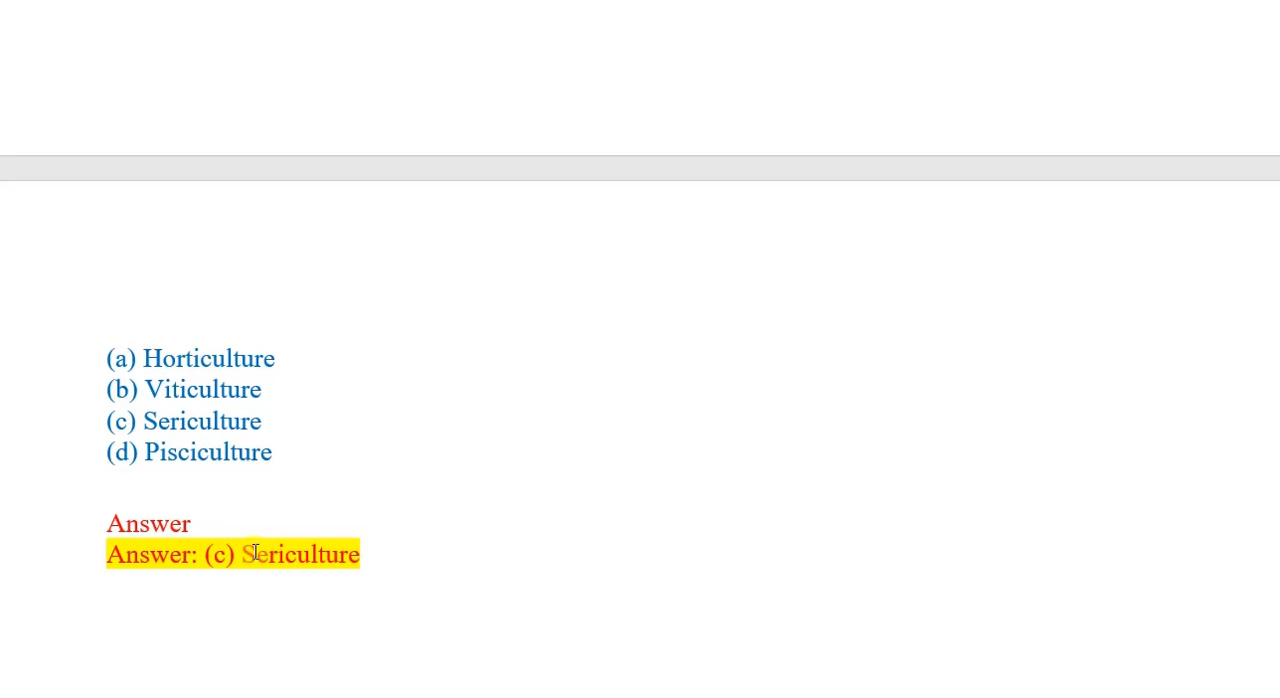 (a) Horticulture
(b) Viticulture
(c) Sericulture
(d) Pisciculture
Answer
Answer: (c) Sericulture